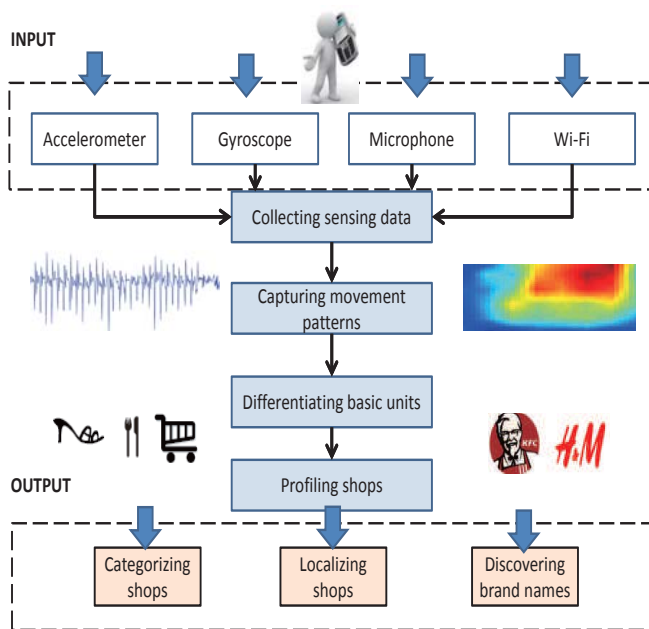 INPUT
Accelerometer
Gyroscope
Microphone
Wi-Fi
Collecting sensing data
Capturing movement
patterns
Differentiating basic units
KFC
H&M
Profiling shops
OUTPUT
Categorizing
shops
Localizing
shops
Discovering
brand names